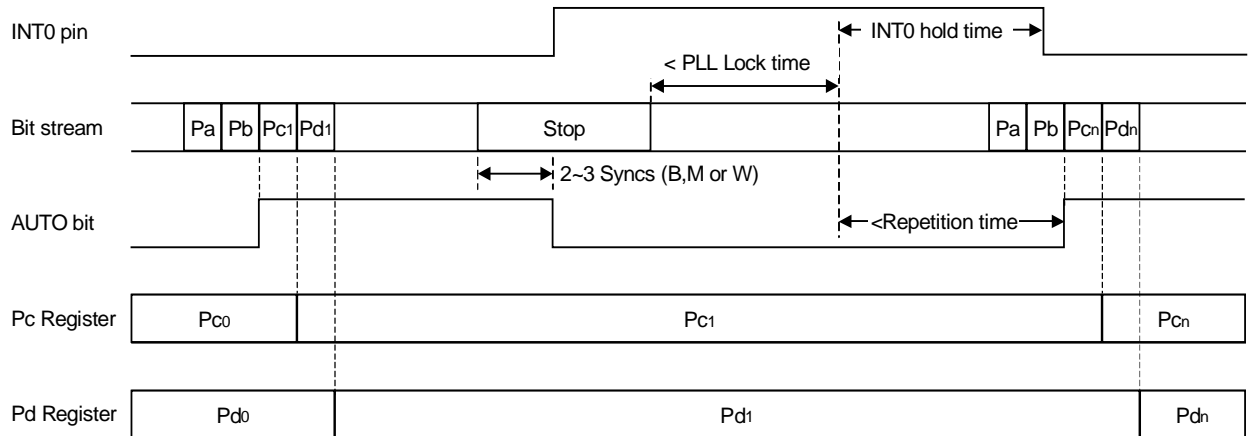 INT0 pin
INT0 hold time
< PLL Lock time
Bit stream
Pa Pb Pc1 Pd1 Stop Pa Pb Pcn Pdn
2~3 Syncs (B,M or W)
AUTO bit
<Repetition time
Pc Register Pc0 Pc1 Pcn
Pd Register Pd0 Pd1 Pdn